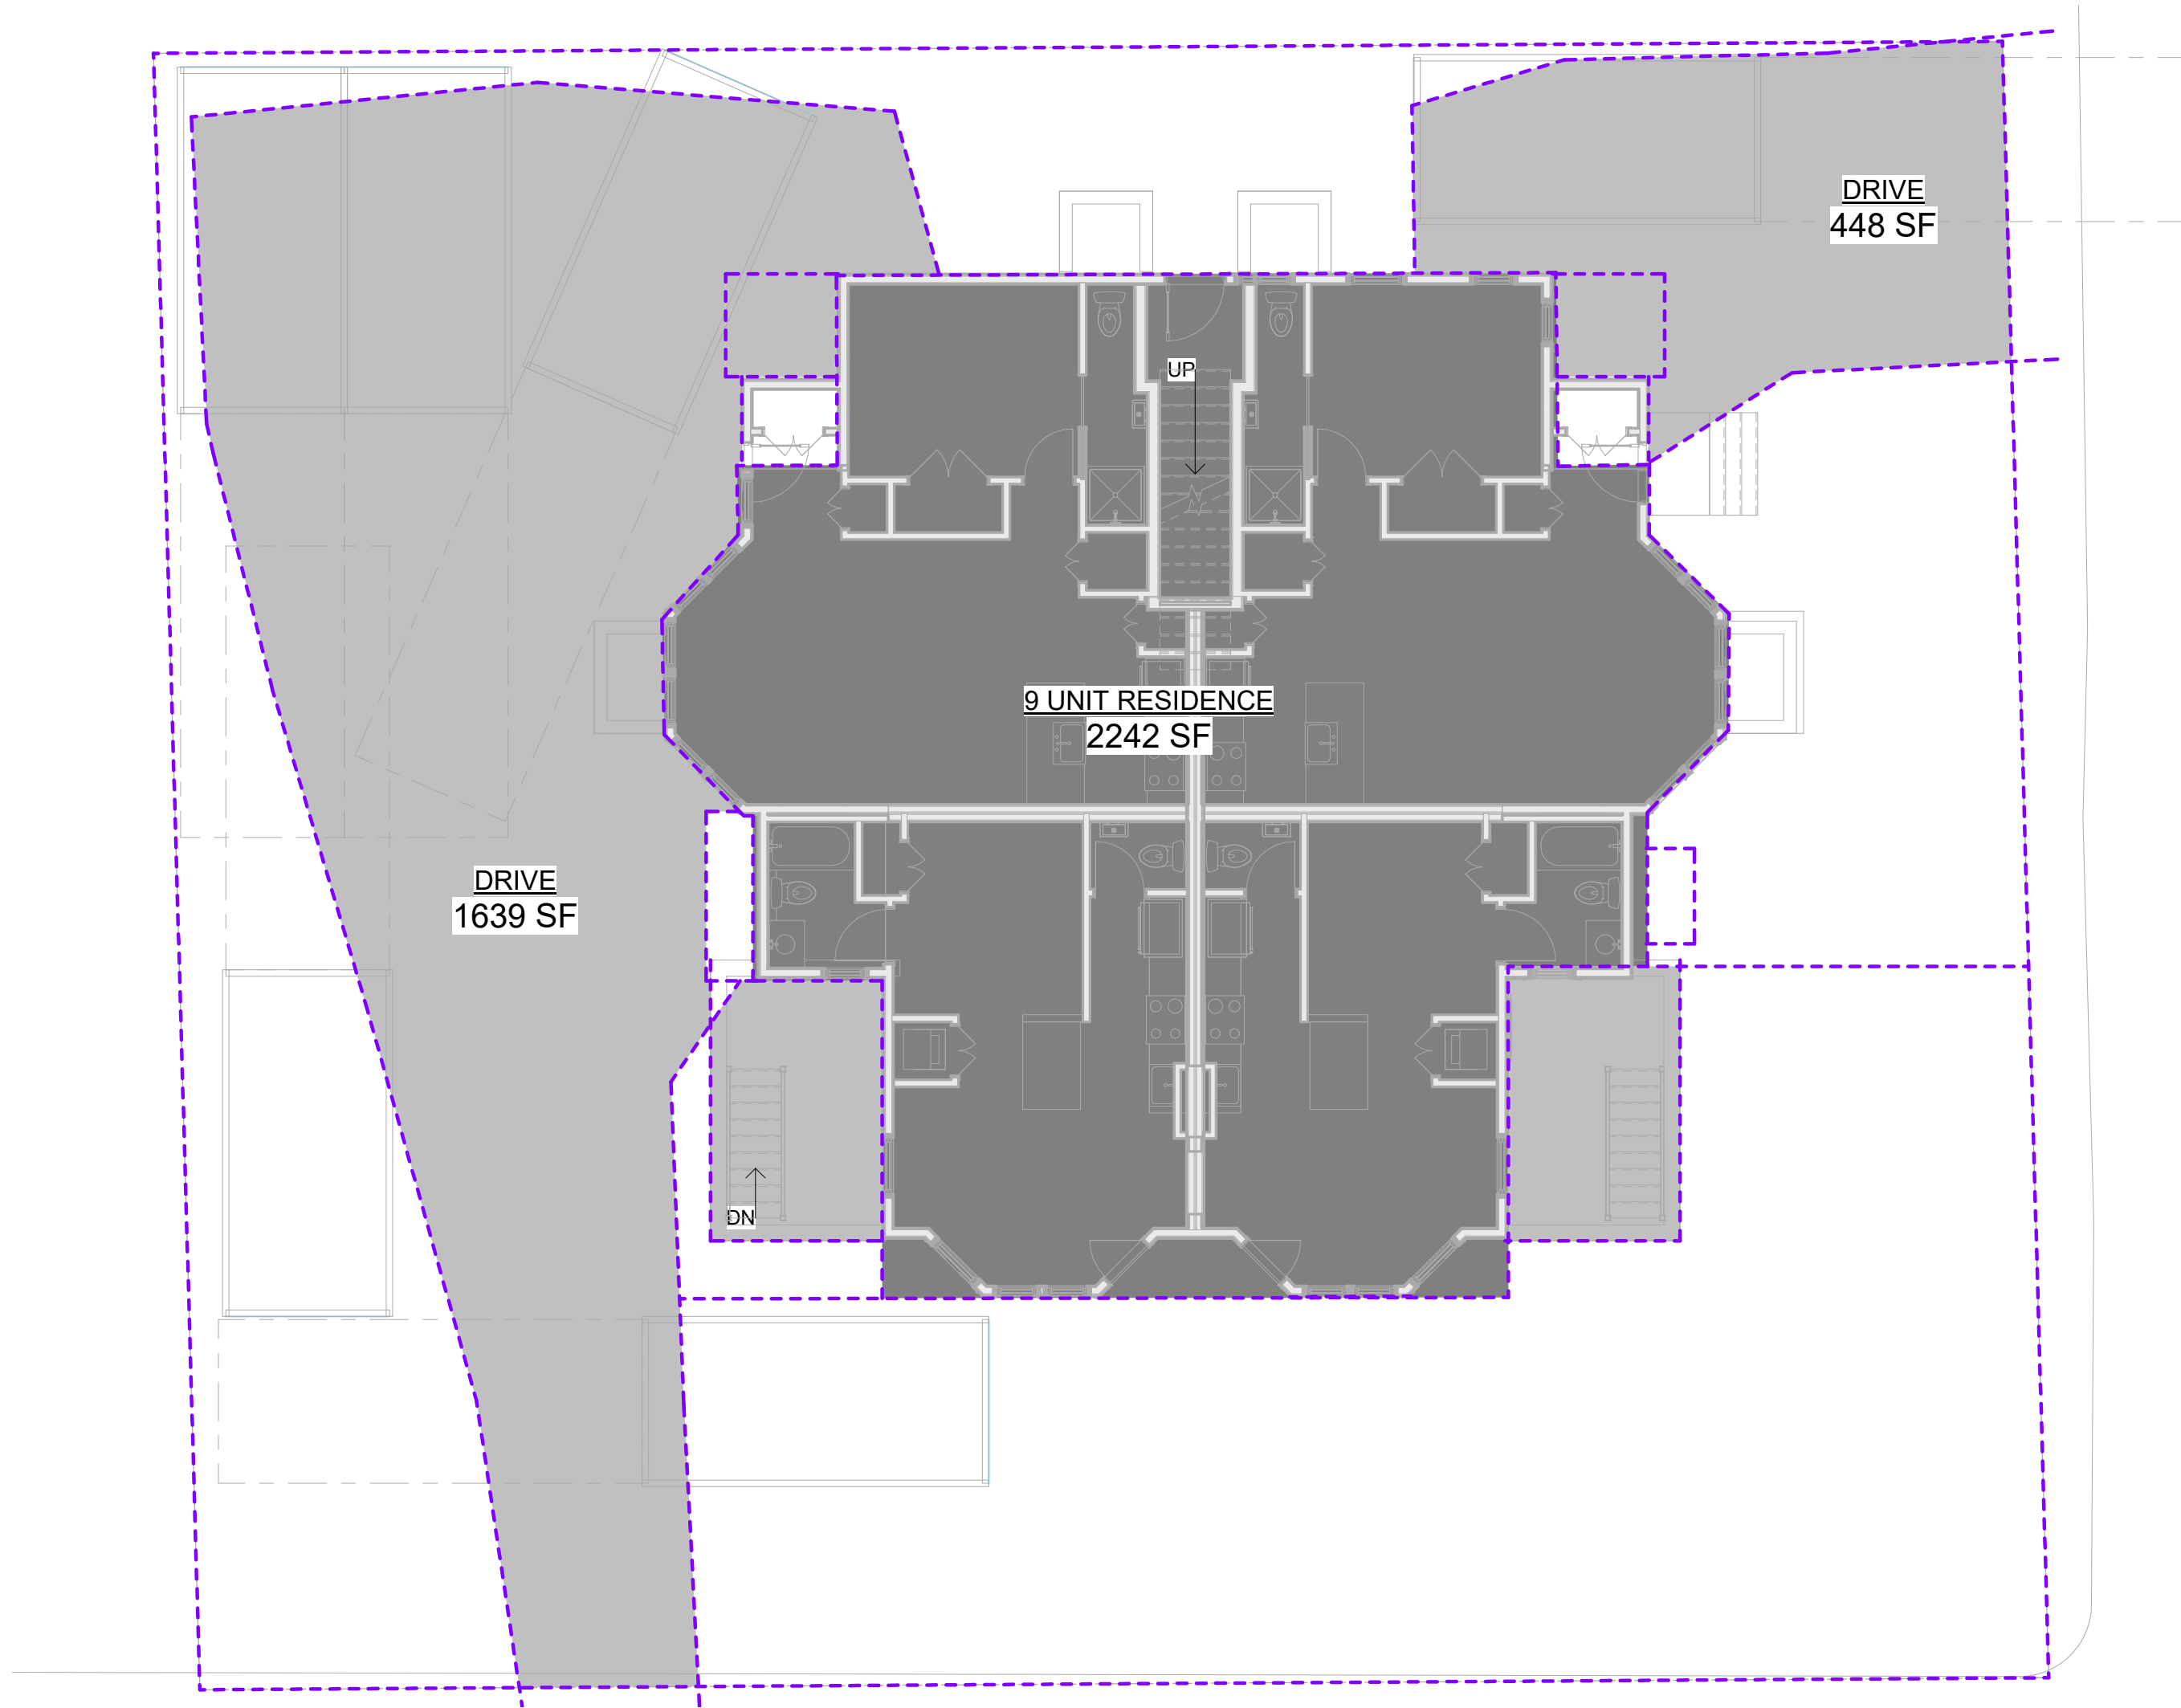 DRIVE
448 SF
UP
9 UNIT RESIDENCE
2242 SF
DRIVE
1639 SF
DN